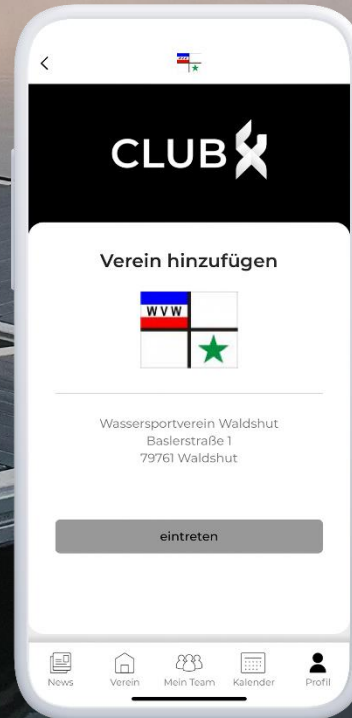 CLUB
Verein hinzufügen
WVW
Wassersportverein Waldshut
Baslerstraße 1
79761 Waldshut
eintreten
News Verein Mein Team Kalender Profil